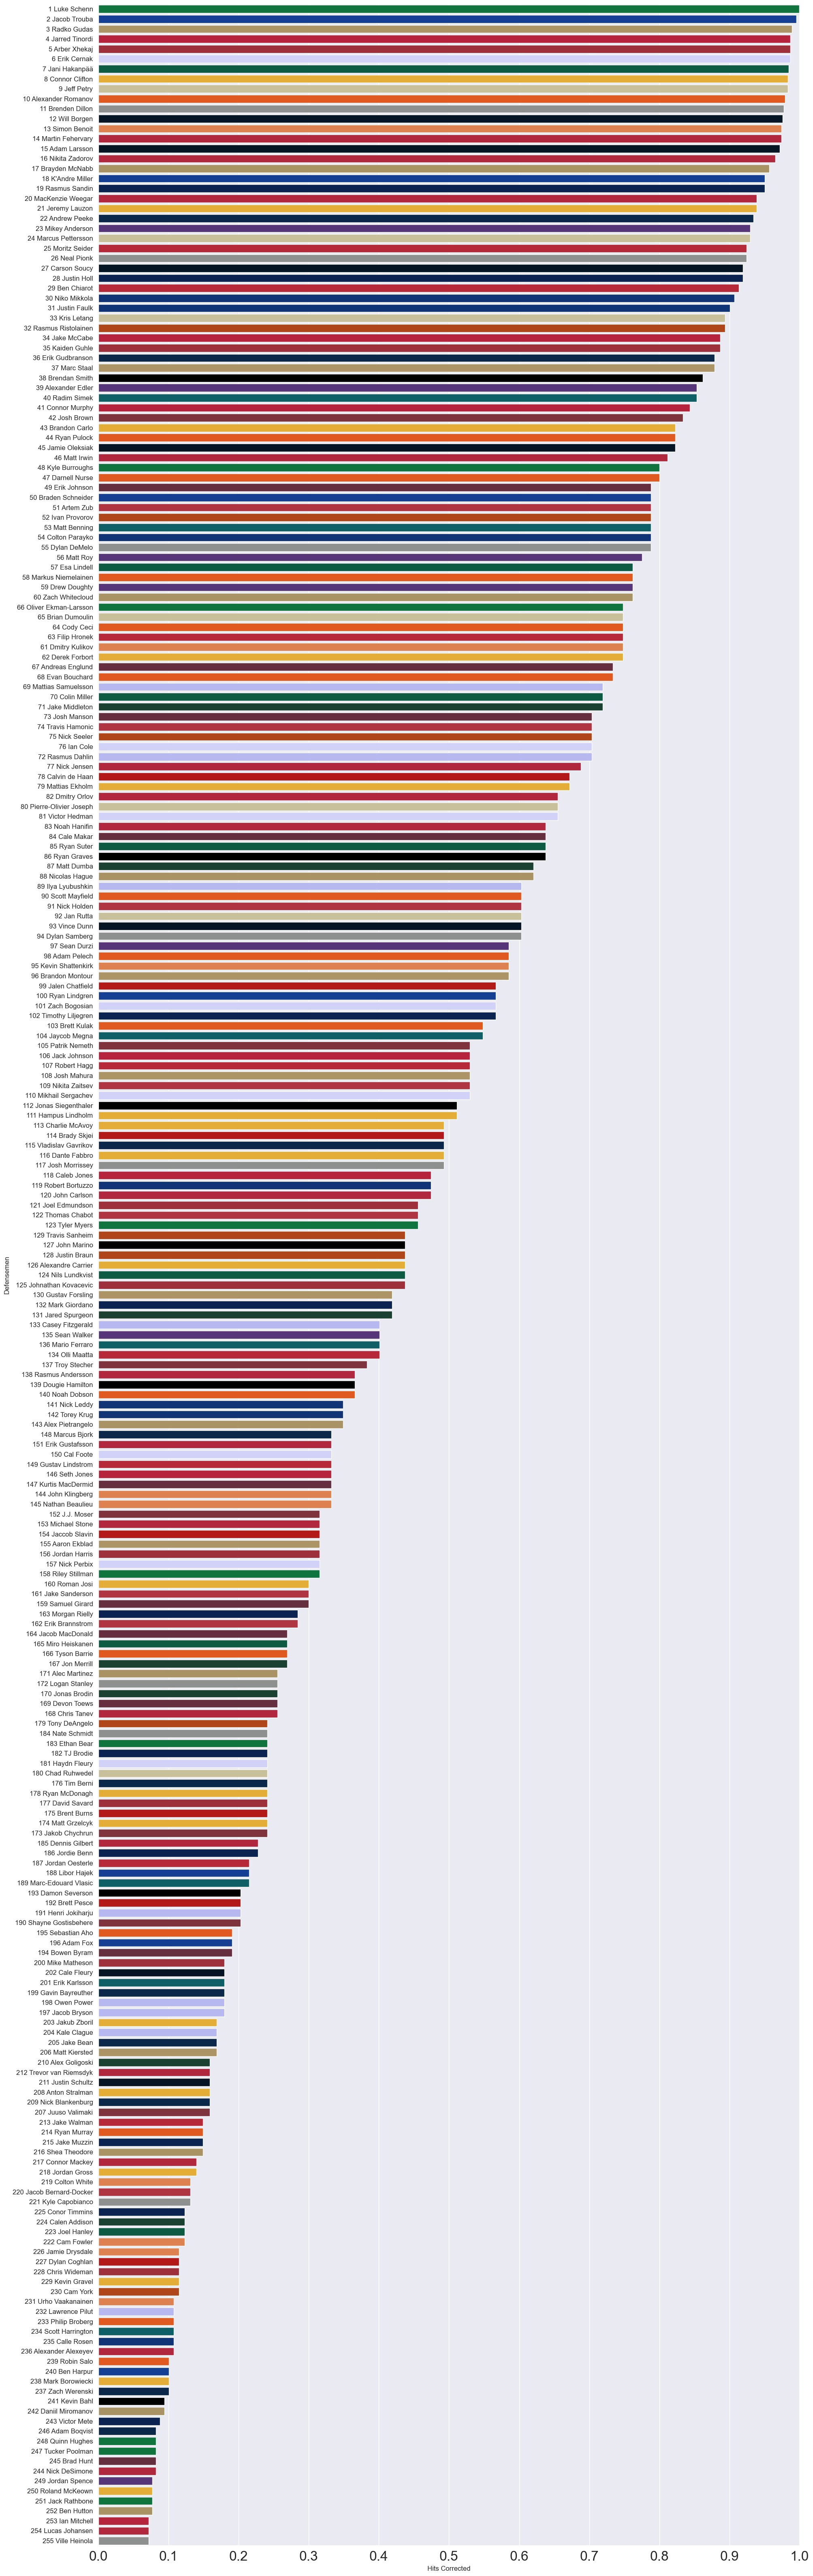 1 Luke Schenn
2 Jacob Trouba
3 Radko Gudas
4 Jarred Tinordi
5 Arber Xhekaj
6 Erik Cernak
7 Jani Hakanpää
8 Connor Clifton
9 Jeff Petry
10 Alexander Romanov
11 Brenden Dillon
12 Will Borgen
13 Simon Benoit
14 Martin Fehervary
15 Adam Larsson
16 Nikita Zadorov
17 Brayden McNabb
18 K'Andre Miller
19 Rasmus Sandin
20 MacKenzie Weegar
21 Jeremy Lauzon
22 Andrew Peeke
23 Mikey Anderson
24 Marcus Pettersson
25 Moritz Seider
26 Neal Pionk
27 Carson Soucy
28 Justin Holl
29 Ben Chiarot
30 Niko Mikkola
31 Justin Faulk
33 Kris Letang
32 Rasmus Ristolainen
34 Jake McCabe
35 Kaiden Guhle
36 Erik Gudbranson
37 Marc Staal
38 Brendan Smith
39 Alexander Edler
40 Radim Simek
41 Connor Murphy
42 Josh Brown
43 Brandon Carlo
44 Ryan Pulock
45 Jamie Oleksiak
46 Matt Irwin
48 Kyle Burroughs
47 Darnell Nurse
49 Erik Johnson
50 Braden Schneider
51 Artem Zub
52 Ivan Provorov
53 Matt Benning
54 Colton Parayko
55 Dylan DeMelo
56 Matt Roy
57 Esa Lindell
58 Markus Niemelainen
59 Drew Doughty
60 Zach Whitecloud
66 Oliver Ekman-Larsson
65 Brian Dumoulin
64 Cody Ceci
63 Filip Hronek
61 Dmitry Kulikov
62 Derek Forbort
67 Andreas Englund
68 Evan Bouchard
69 Mattias Samuelsson
70 Colin Miller
71 Jake Middleton
73 Josh Manson
74 Travis Hamonic
75 Nick Seeler
76 Ian Cole
72 Rasmus Dahlin
77 Nick Jensen
78 Calvin de Haan
79 Mattias Ekholm
82 Dmitry Orlov
80 Pierre-Olivier Joseph
81 Victor Hedman
83 Noah Hanifin
84 Cale Makar
85 Ryan Suter
86 Ryan Graves
87 Matt Dumba
88 Nicolas Hague
89 Ilya Lyubushkin
90 Scott Mayfield
91 Nick Holden
92 Jan Rutta
93 Vince Dunn
94 Dylan Samberg
97 Sean Durzi
98 Adam Pelech
95 Kevin Shattenkirk
96 Brandon Montour
99 Jalen Chatfield
100 Ryan Lindgren
101 Zach Bogosian
102 Timothy Liljegren
103 Brett Kulak
104 Jaycob Megna
105 Patrik Nemeth
106 Jack Johnson
107 Robert Hagg
108 Josh Mahura
109 Nikita Zaitsev
110 Mikhail Sergachev
112 Jonas Siegenthaler
111 Hampus Lindholm
113 Charlie McAvoy
114 Brady Skjei
115 Vladislav Gavrikov
116 Dante Fabbro
117 Josh Morrissey
118 Caleb Jones
119 Robert Bortuzzo
120 John Carlson
121 Joel Edmundson
122 Thomas Chabot
123 Tyler Myers
129 Travis Sanheim
127 John Marino
128 Justin Braun
126 Alexandre Carrier
124 Nils Lundkvist
125 Johnathan Kovacevic
130 Gustav Forsling
132 Mark Giordano
131 Jared Spurgeon
133 Casey Fitzgerald
135 Sean Walker
136 Mario Ferraro
134 Olli Maatta
137 Troy Stecher
138 Rasmus Andersson
139 Dougie Hamilton
140 Noah Dobson
141 Nick Leddy
142 Torey Krug
143 Alex Pietrangelo
148 Marcus Bjork
151 Erik Gustafsson
150 Cal Foote
149 Gustav Lindstrom
146 Seth Jones
147 Kurtis MacDermid
144 John Klingberg
145 Nathan Beaulieu
152 J.J. Moser
153 Michael Stone
154 Jaccob Slavin
155 Aaron Ekblad
156 Jordan Harris
157 Nick Perbix
158 Riley Stillman
160 Roman Josi
161 Jake Sanderson
159 Samuel Girard
163 Morgan Rielly
162 Erik Brannstrom
164 Jacob MacDonald
165 Miro Heiskanen
166 Tyson Barrie
167 Jon Merrill
171 Alec Martinez
172 Logan Stanley
170 Jonas Brodin
169 Devon Toews
168 Chris Tanev
179 Tony DeAngelo
184 Nate Schmidt
183 Ethan Bear
182 TJ Brodie
181 Haydn Fleury
180 Chad Ruhwedel
176 Tim Berni
178 Ryan McDonagh
177 David Savard
175 Brent Burns
174 Matt Grzelcyk
173 Jakob Chychrun
185 Dennis Gilbert
186 Jordie Benn
187 Jordan Oesterle
188 Libor Hajek
189 Marc-Edouard Vlasic
193 Damon Severson
192 Brett Pesce
191 Henri Jokiharju
190 Shayne Gostisbehere
195 Sebastian Aho
196 Adam Fox
194 Bowen Byram
200 Mike Matheson
202 Cale Fleury
201 Erik Karlsson
199 Gavin Bayreuther
198 Owen Power
197 Jacob Bryson
203 Jakub Zboril
204 Kale Clague
205 Jake Bean
206 Matt Kiersted
210 Alex Goligoski
212 Trevor van Riemsdyk
211 Justin Schultz
208 Anton Stralman
209 Nick Blankenburg
207 Juuso Valimaki
213 Jake Walman
214 Ryan Murray
215 Jake Muzzin
216 Shea Theodore
217 Connor Mackey
218 Jordan Gross
219 Colton White
220 Jacob Bernard-Docker
221 Kyle Capobianco
225 Conor Timmins
224 Calen Addison
223 Joel Hanley
222 Cam Fowler
226 Jamie Drysdale
227 Dylan Coghlan
228 Chris Wideman
229 Kevin Gravel
230 Cam York
231 Urho Vaakanainen
232 Lawrence Pilut
233 Philip Broberg
234 Scott Harrington
235 Calle Rosen
236 Alexander Alexeyev
239 Robin Salo
240 Ben Harpur
238 Mark Borowiecki
237 Zach Werenski
241 Kevin Bahl
242 Daniil Miromanov
243 Victor Mete
246 Adam Boqvist
248 Quinn Hughes
247 Tucker Poolman
245 Brad Hunt
244 Nick DeSimone
249 Jordan Spence
250 Roland McKeown
251 Jack Rathbone
252 Ben Hutton
253 Ian Mitchell
254 Lucas Johansen
255 Ville Heinola
Defensemen
0.0 0.1 0.2 0.3 0.4 0.5 0.6 0.7 0.8 0.9 1.0
Hits Corrected